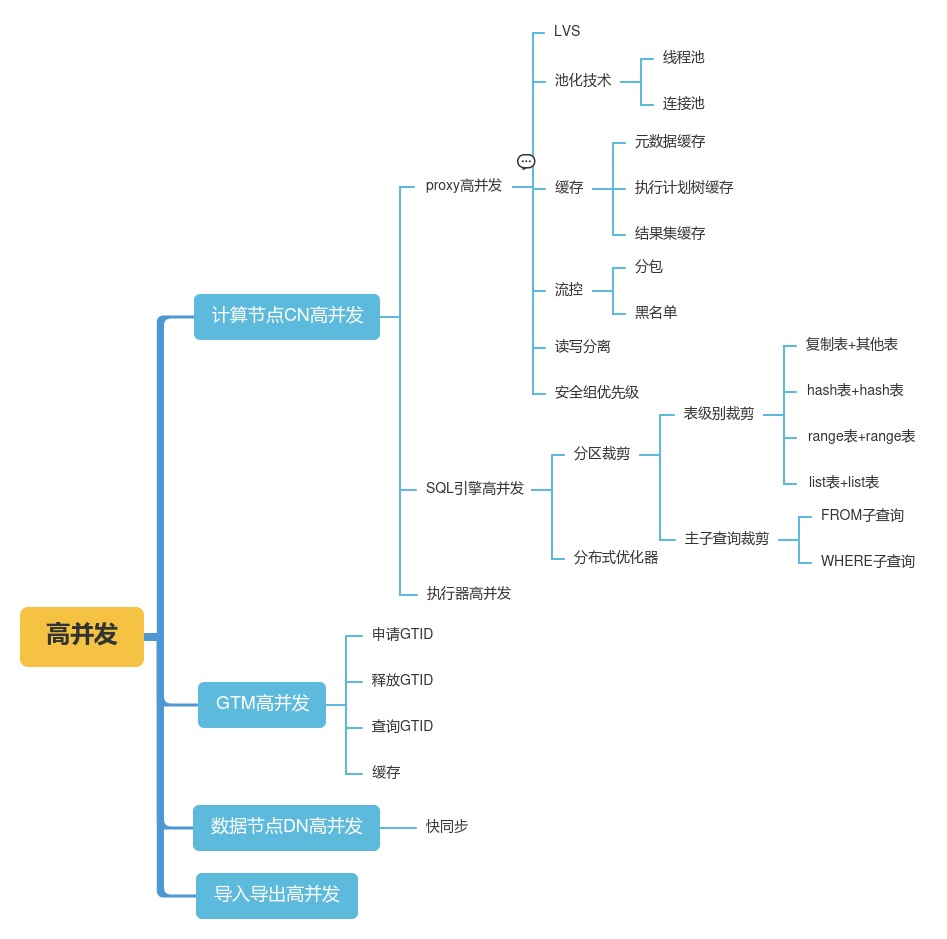 高并发
计算节点CN高并发
proxy高并发
LVS
池化技术
线程池
连接池
缓存
元数据缓存
执行计划树缓存
结果集缓存
流控
分包
黑名单
读写分离
安全组优先级
SQL引擎高并发
分区裁剪
表级别裁剪
复制表+其他表
hash表+hash表
range表+range表
list表+list表
主子查询裁剪
FROM子查询
WHERE子查询
分布式优化器
执行器高并发
GTM高并发
申请GTID
释放GTID
查询GTID
缓存
数据节点DN高并发
快同步
导入导出高并发